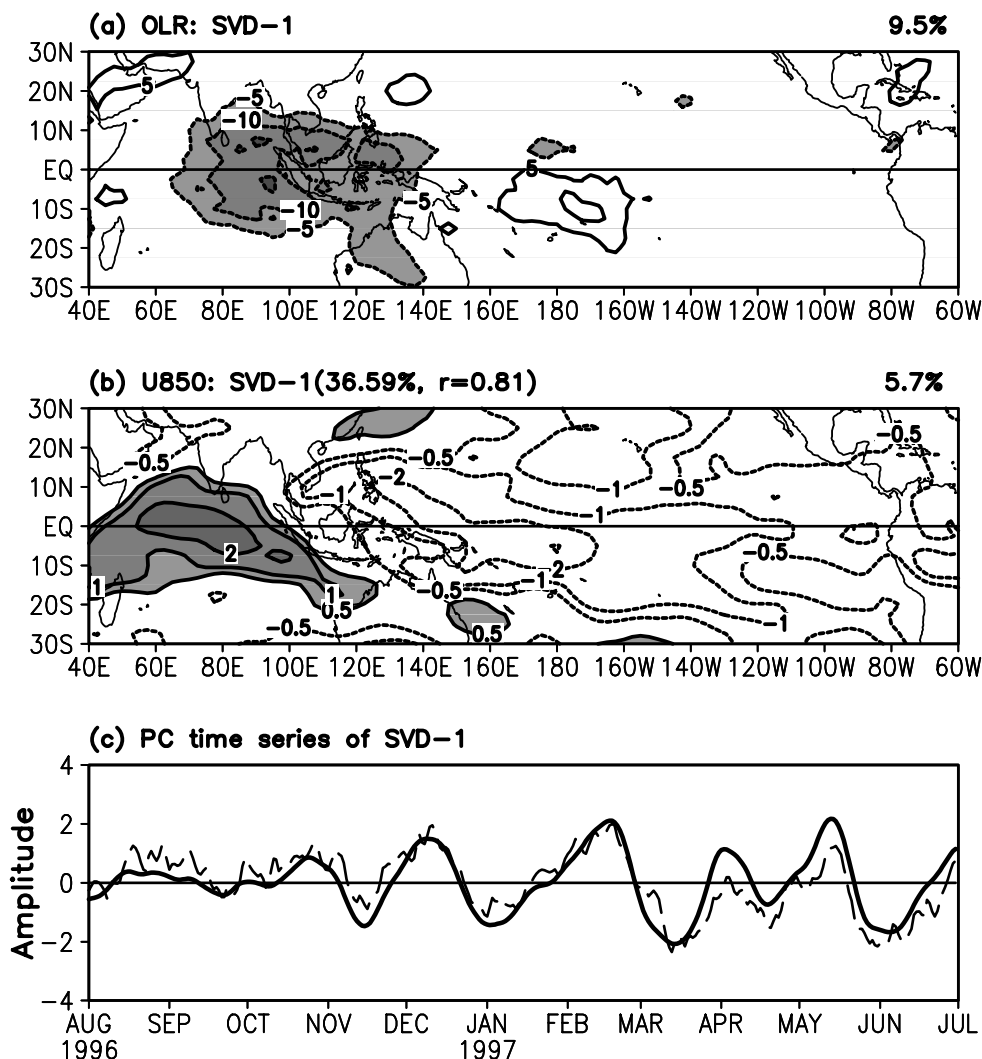 (a) OLR: SVD-1 9.5%
30N
20N
10N
EQ
10S
20S
30S
5
-5
-10
5
-5
-10
-5
40E 60E 80E 100E 120E 140E 160E 180 160W 140W 120W 100W 80W 60W
(b) U850: SVD-1(36.59%, r=0.81) 5.7%
30N
20N
10N
EQ
10S
20S
30S
-0.5
-0.5
-0.5
-2
-1
-1
-0.5
-1
2
-0.5
-1
2
1
-0.5
1
0.5
-0.5
0.5
-1
40E 60E 80E 100E 120E 140E 160E 180 160W 140W 120W 100W 80W 60W
(c) PC time series of SVD-1
Amplitude
4
2
0
-2
-4
AUG SEP OCT NOV DEC JAN FEB MAR APR MAY JUN JUL
1996 1997